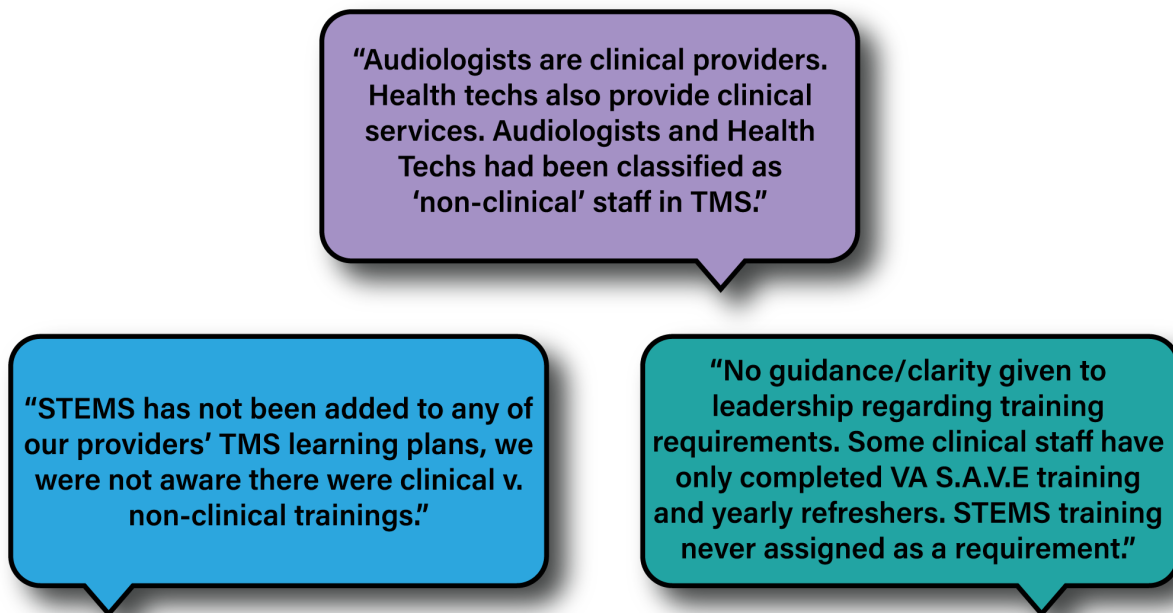 “Audiologists are clinical providers.
Health techs also provide clinical
services. Audiologists and Health
Techs had been classified as
‘non-clinical’ staff in TMS.”
“STEMS has not been added to any of
our providers’ TMS learning plans, we
were not aware there were clinical v.
non-clinical trainings.”
“No guidance/clarity given to
leadership regarding training
requirements. Some clinical staff have
only completed VA S.A.V.E training
and yearly refreshers. STEMS training
never assigned as a requirement.”